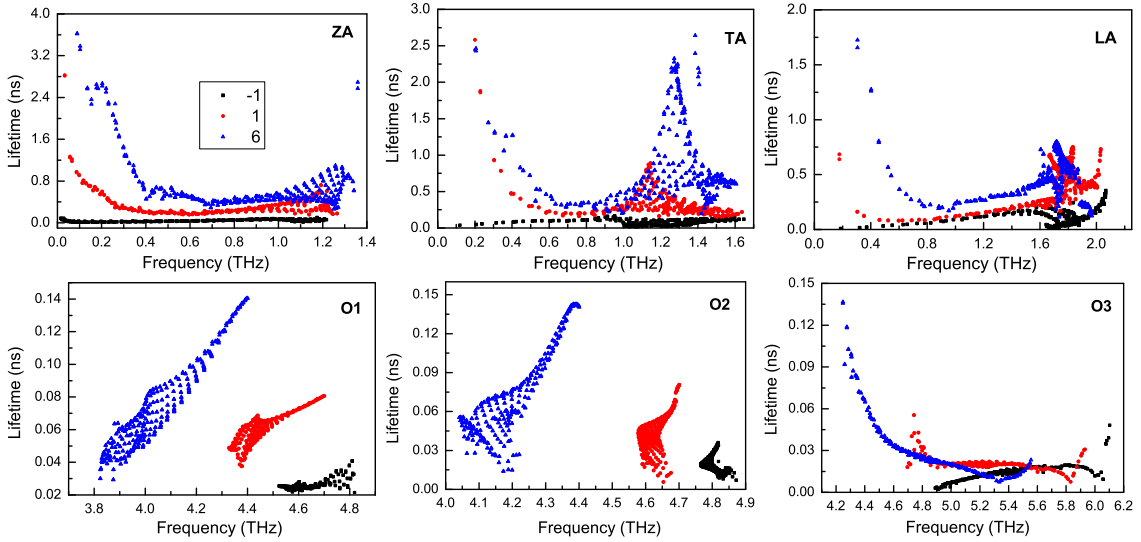 ZA
Lifetime (ns)
4.0
3.2
2.4
1.6
0.8
0.0
-1
1
6
0.0 0.2 0.4 0.6 0.8 1.0 1.2 1.4
Frequency (THz)
TA
Lifetime (ns)
3.0
2.5
2.0
1.5
1.0
0.5
0.0
0.0 0.2 0.4 0.6 0.8 1.0 1.2 1.4 1.6
Frequency (THz)
LA
Lifetime (ns)
2.0
1.5
1.0
0.5
0.0
0.0 0.4 0.8 1.2 1.6 2.0
Frequency (THz)
O1
Lifetime (ns)
0.14
0.12
0.10
0.08
0.06
0.04
0.02
3.8 4.0 4.2 4.4 4.6 4.8
Frequency (THz)
O2
Lifetime (ns)
0.15
0.12
0.09
0.06
0.03
0.00
4.0 4.1 4.2 4.3 4.4 4.5 4.6 4.7 4.8 4.9
Frequency (THz)
O3
Lifetime (ns)
0.15
0.12
0.09
0.06
0.03
0.00
4.2 4.4 4.6 4.8 5.0 5.2 5.4 5.6 5.8 6.0 6.2
Frequency (THz)